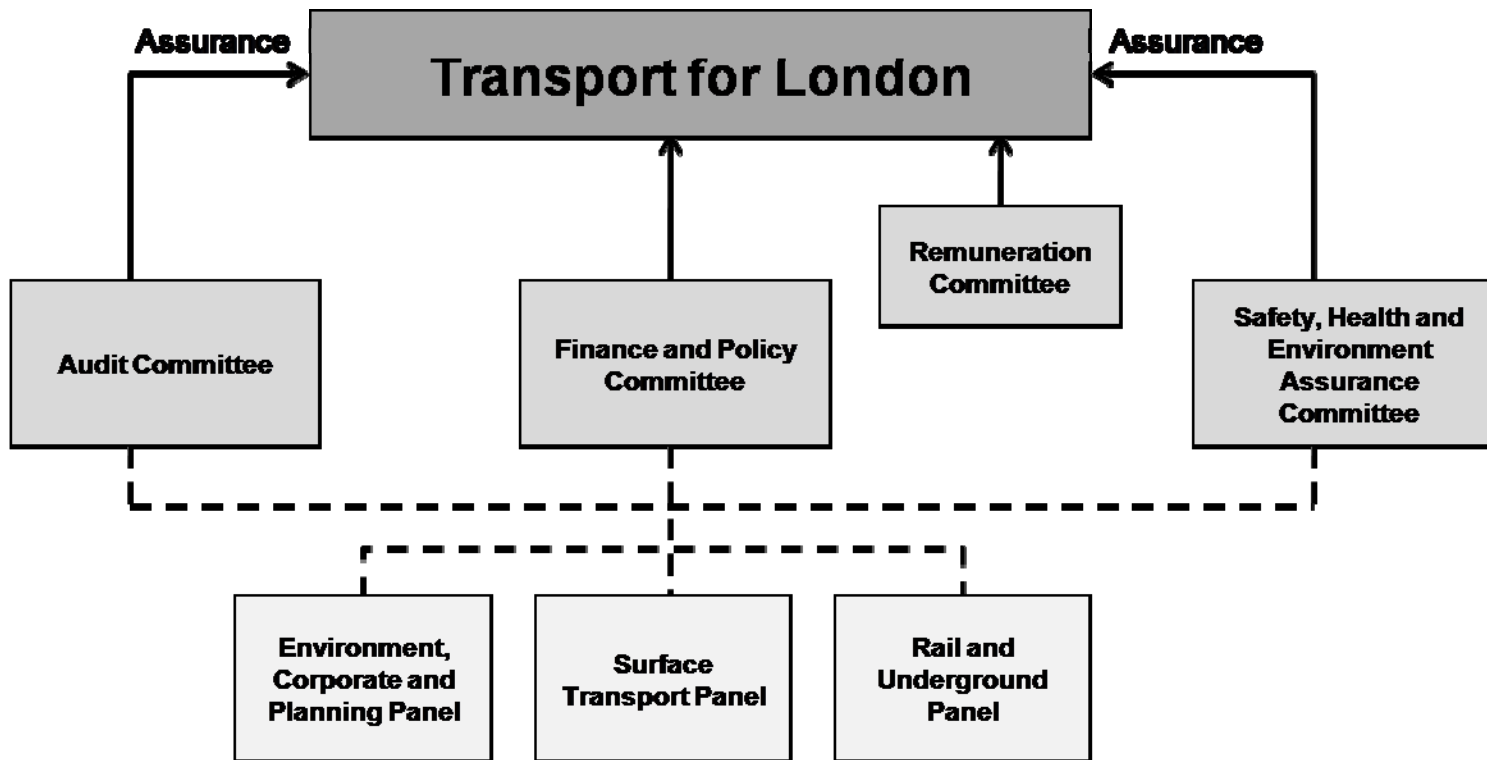 Assurance
Transport for London
Assurance
Remuneration
Committee
Audit Committee
Finance and Policy
Committee
Safety, Health and
Environment
Assurance
Committee
Environment,
Corporate and
Planning Panel
Surface
Transport Panel
Rail and
Underground
Panel